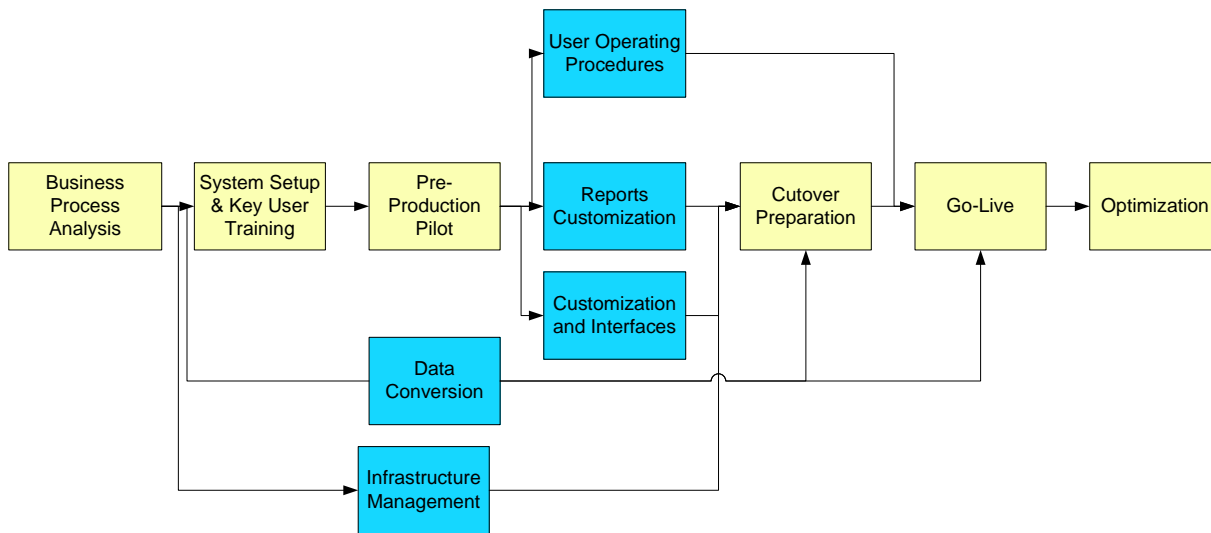 User Operating
Procedures
Business
Process
Analysis
System Setup
& Key User
Training
Pre-
Production
Pilot
Reports
Customization
Cutover
Preparation
Go-Live
Optimization
Customization
and Interfaces
Data
Conversion
Infrastructure
Management